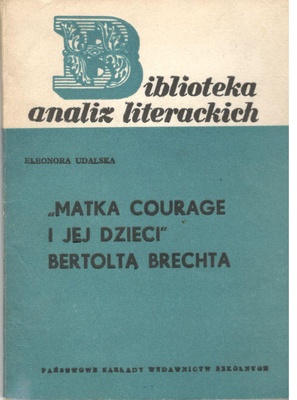 Biblioteka
analiz literackich
ELEONORA UDALSKA
„MATKA COURAGE
I JEJ DZIECI"
BERTOLTA BRECHTA
PAŃSTWOWE ZAKŁADY WYDAWNICTW SZKOLNYCH